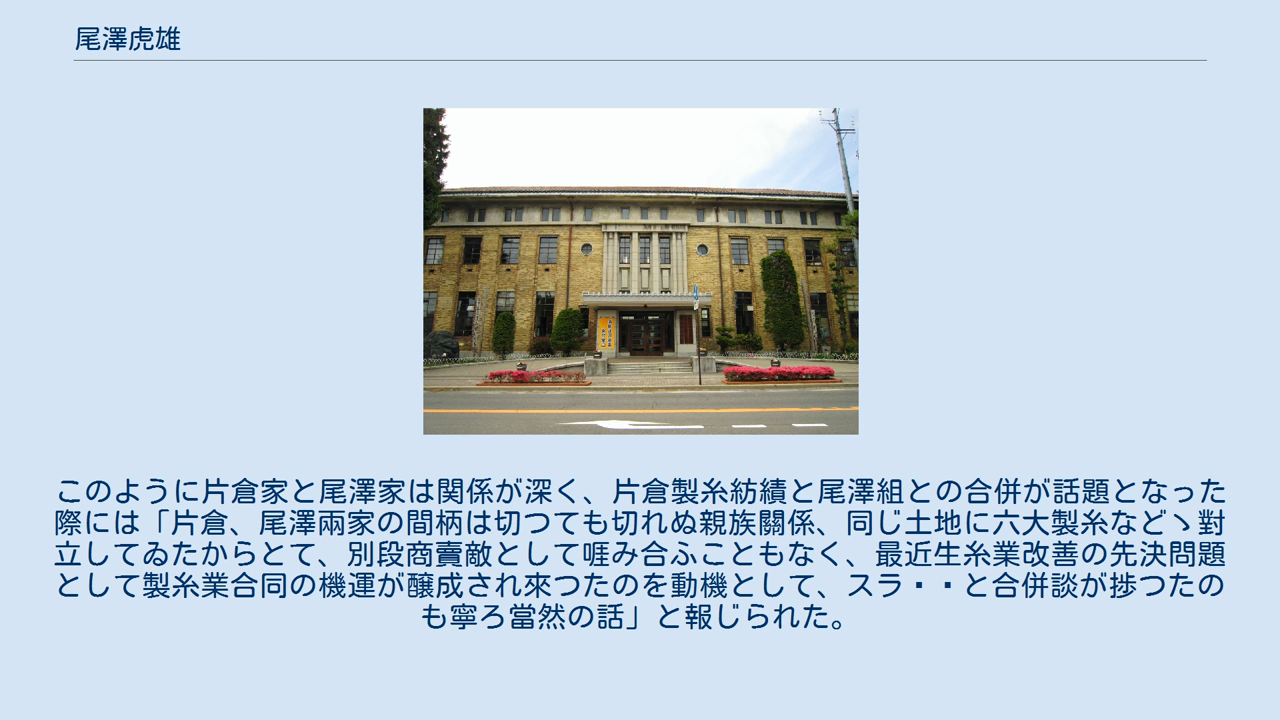 尾澤虎雄
このように片倉家と尾澤家は関係が深く、片倉製糸紡績と尾澤組との合併が話題となった
際には「片倉、尾澤兩家の間柄は切つても切れぬ親族關係、同じ土地に六大製糸などゝ對
立してゐたからとて、別段商賣敵として啀み合ふこともなく、最近生糸業改善の先決問題
として製糸業合同の機運が醸成され來つたのを動機として、スラ・・と合併談が捗つたの
も寧ろ當然の話」と報じられた。